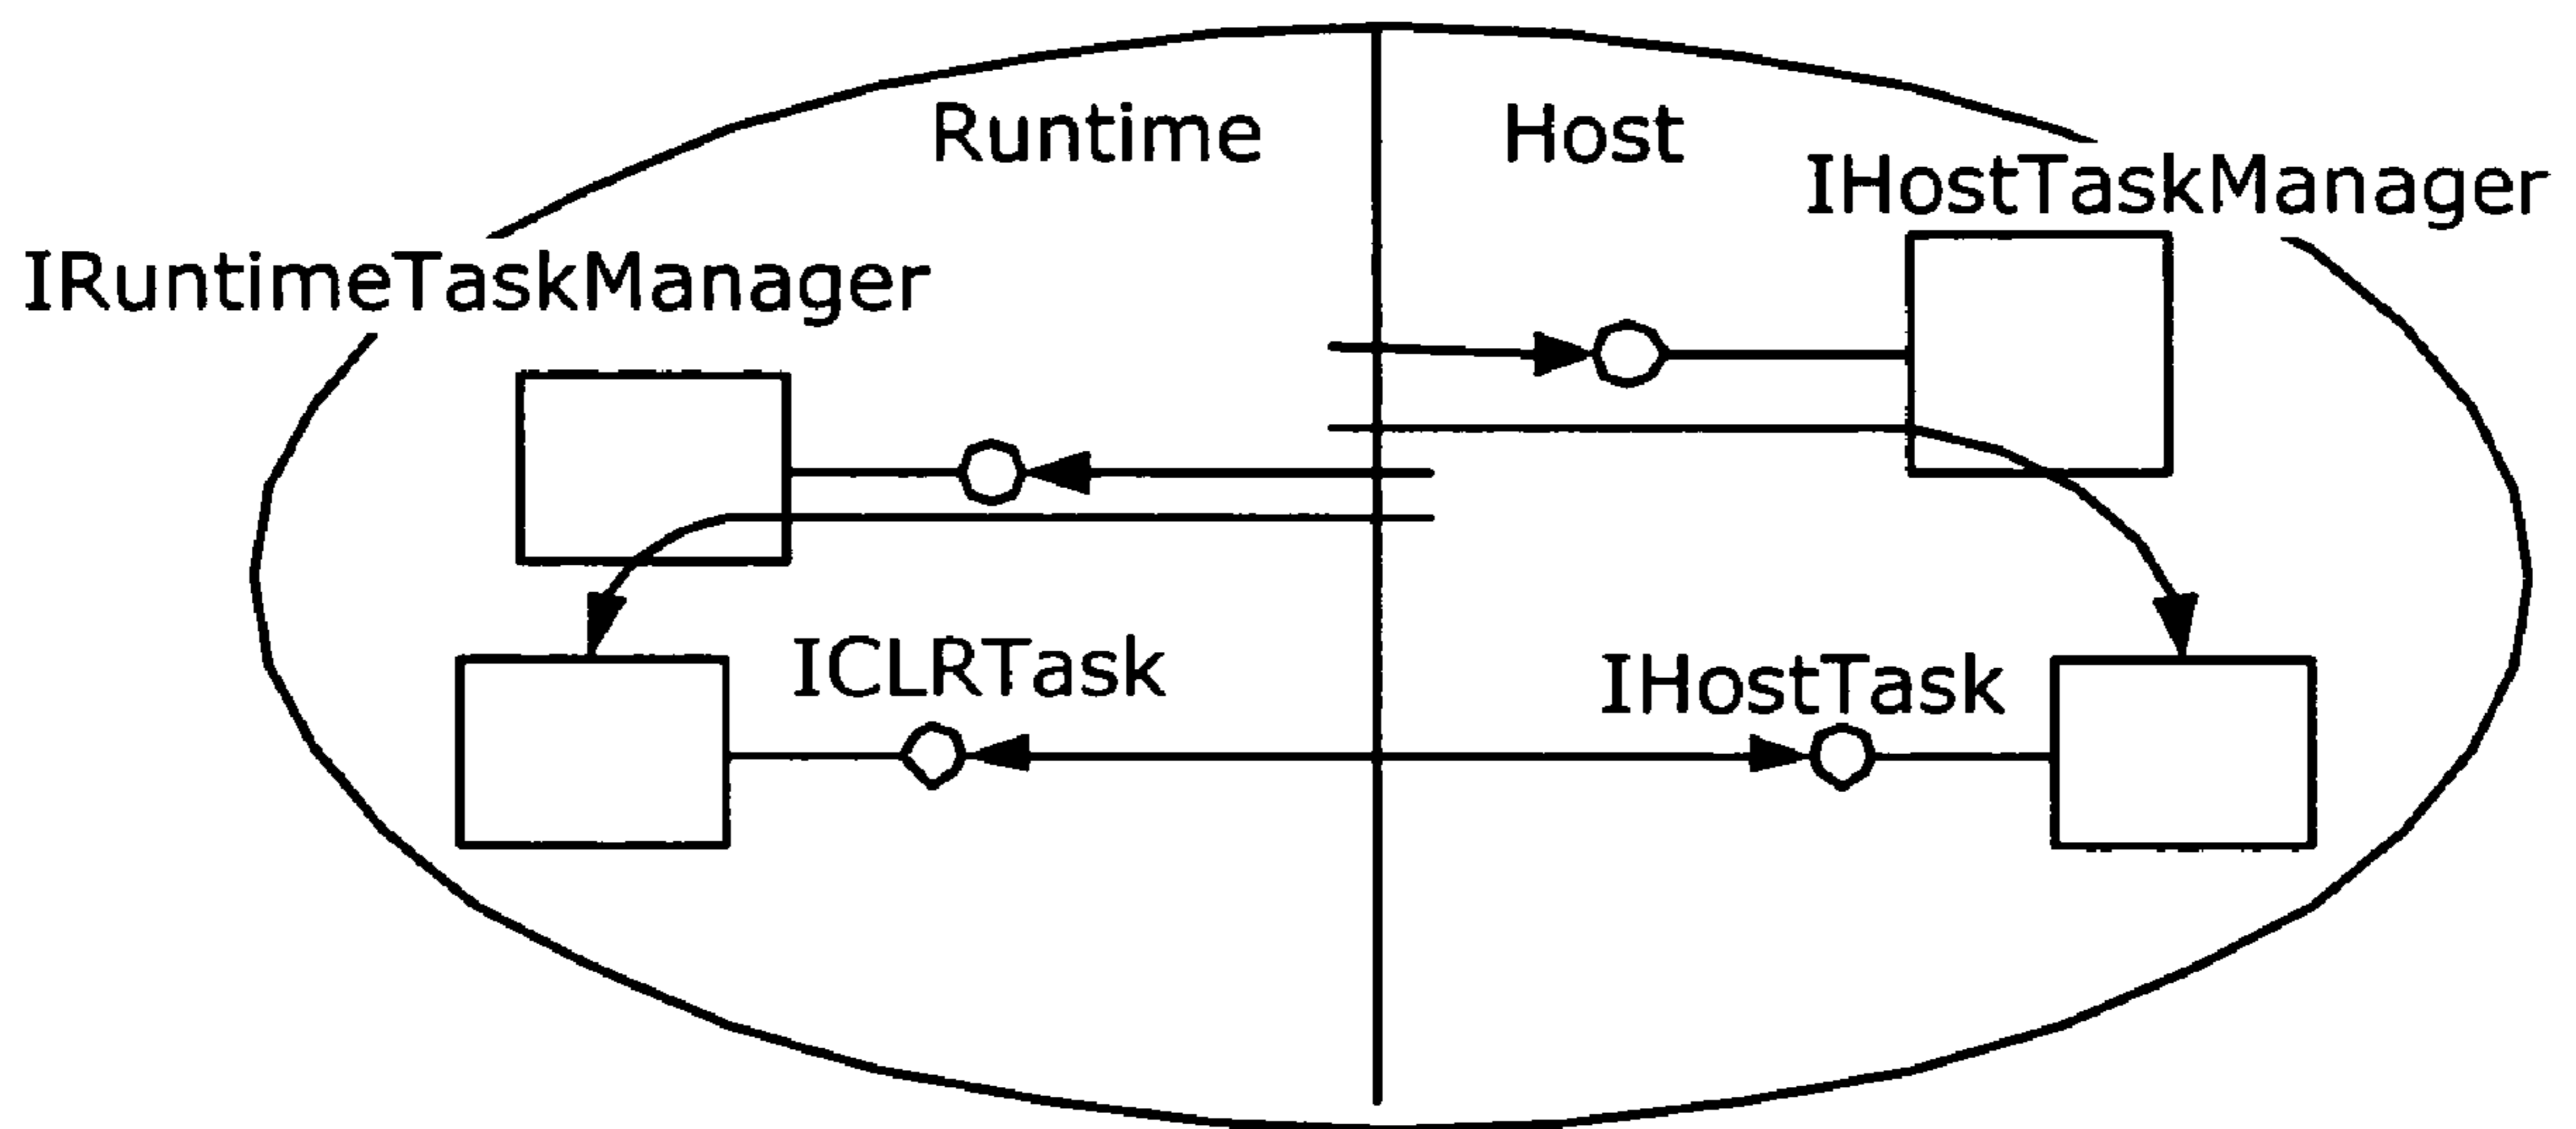 Runtime
Host
IHostTaskManager
IRuntimeTaskManager
ICLRTask
IHostTask